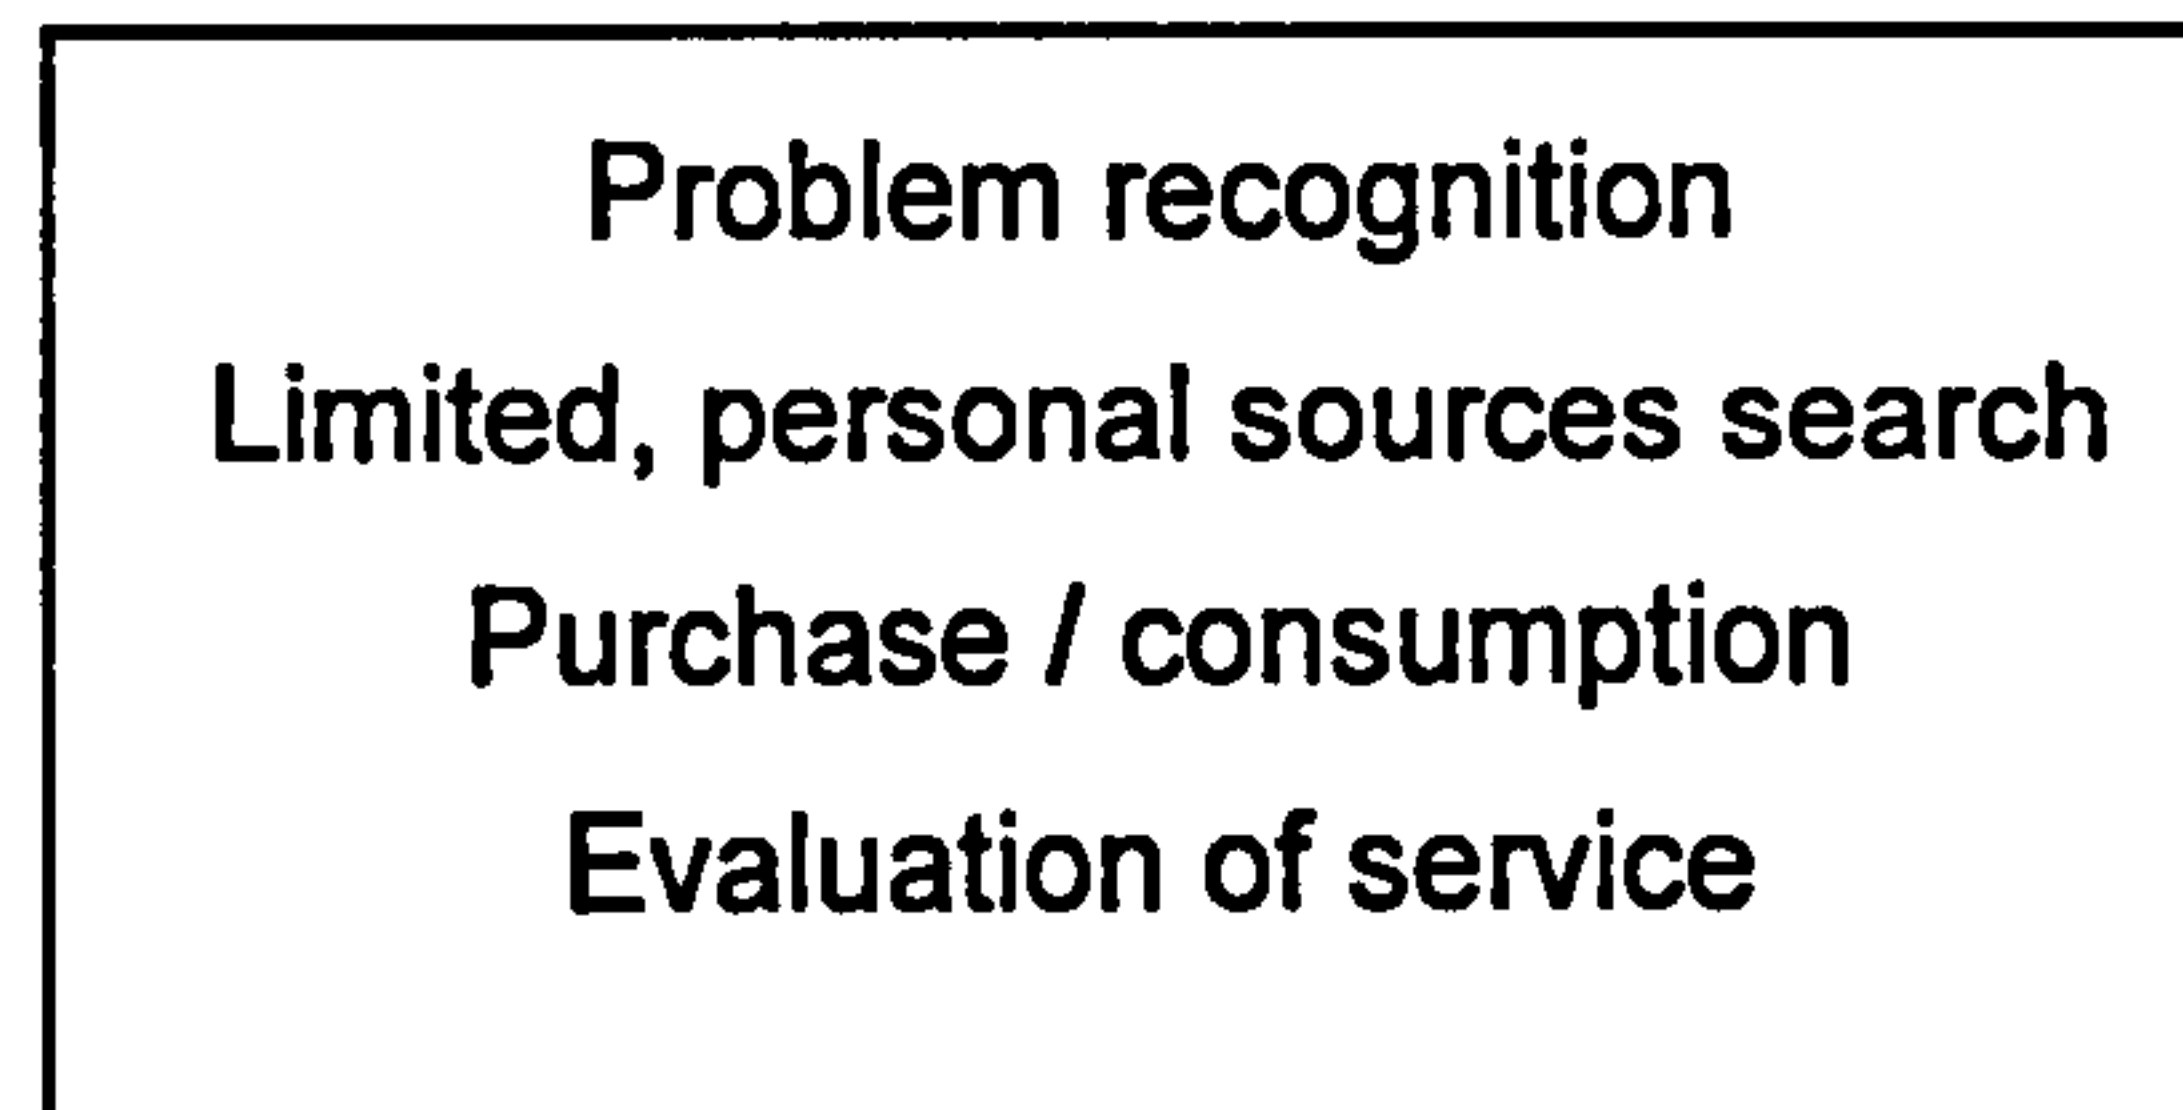 Problem recognition
Limited, personal sources search
Purchase / consumption
Evaluation of service